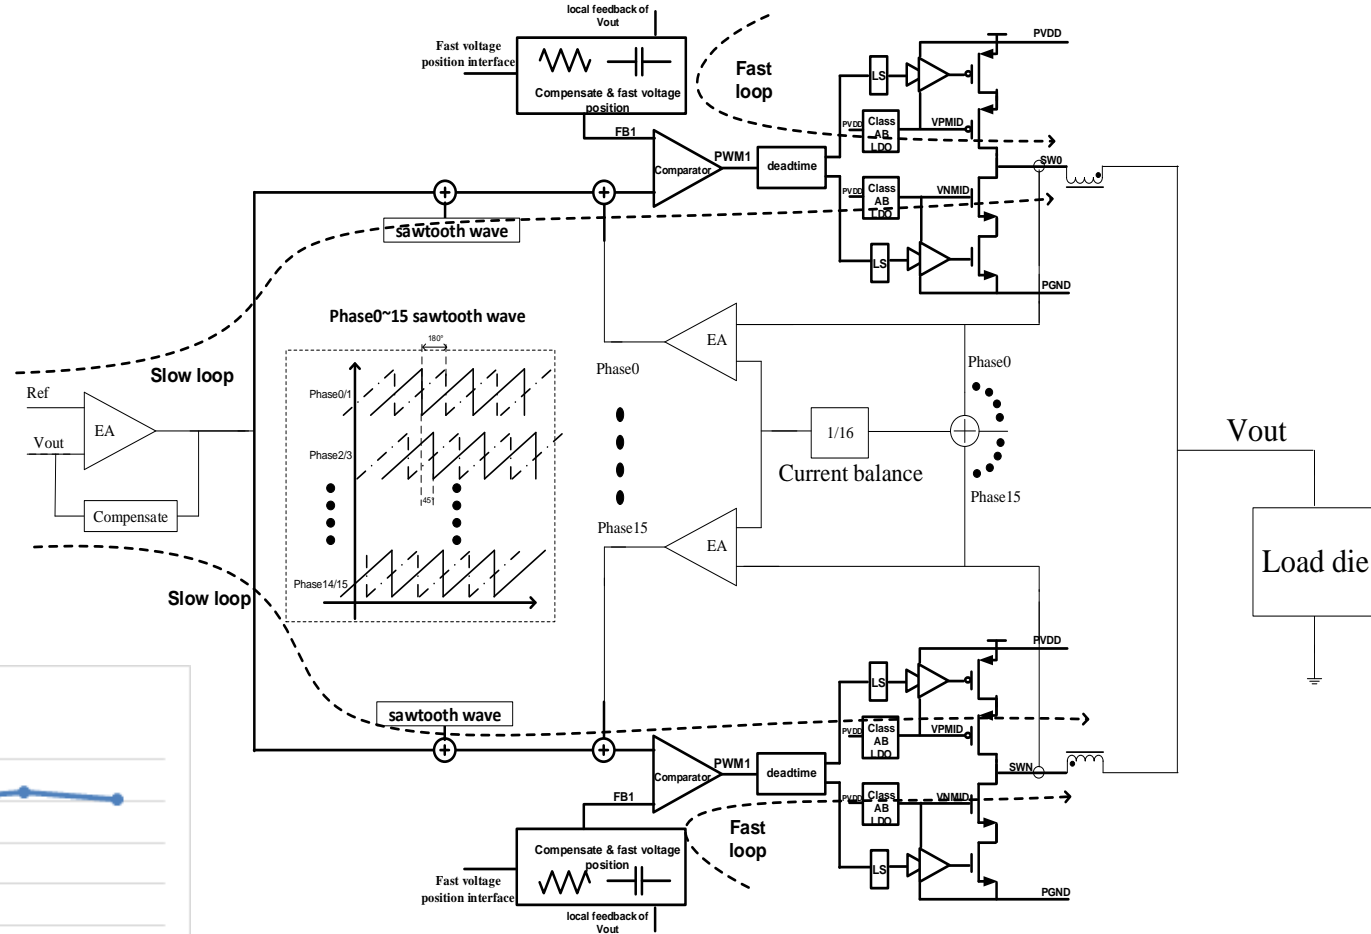 local feedback of
Vout
Fast voltage
position interface
Compensate & fast voltage
position
Fast
loop
PVDD
LS
PVDD
Class
AB
LDO
VPMID
FB1
Comparator
PWM1
deadtime
SW0
PVDD
Class
AB
LDO
VNMID
sawtooth wave
LS
PGND
Phase0~15 sawtooth wave
180°
Phase0/1
Phase2/3
45°
Phase14/15
Slow loop
Ref
Vout
EA
Compensate
Slow loop
EA
Phase0
Phase0
1/16
Current balance
Phase15
Phase15
EA
Vout
Load die
PVDD
LS
sawtooth wave
PVDD
Class
AB
LDO
VPMID
Comparator
PWM1
deadtime
SWN
FB1
PVDD
Class
AB
LDO
VNMID
Fast
loop
Compensate & fast voltage
position
LS
Fast voltage
position interface
PGND
local feedback of
Vout